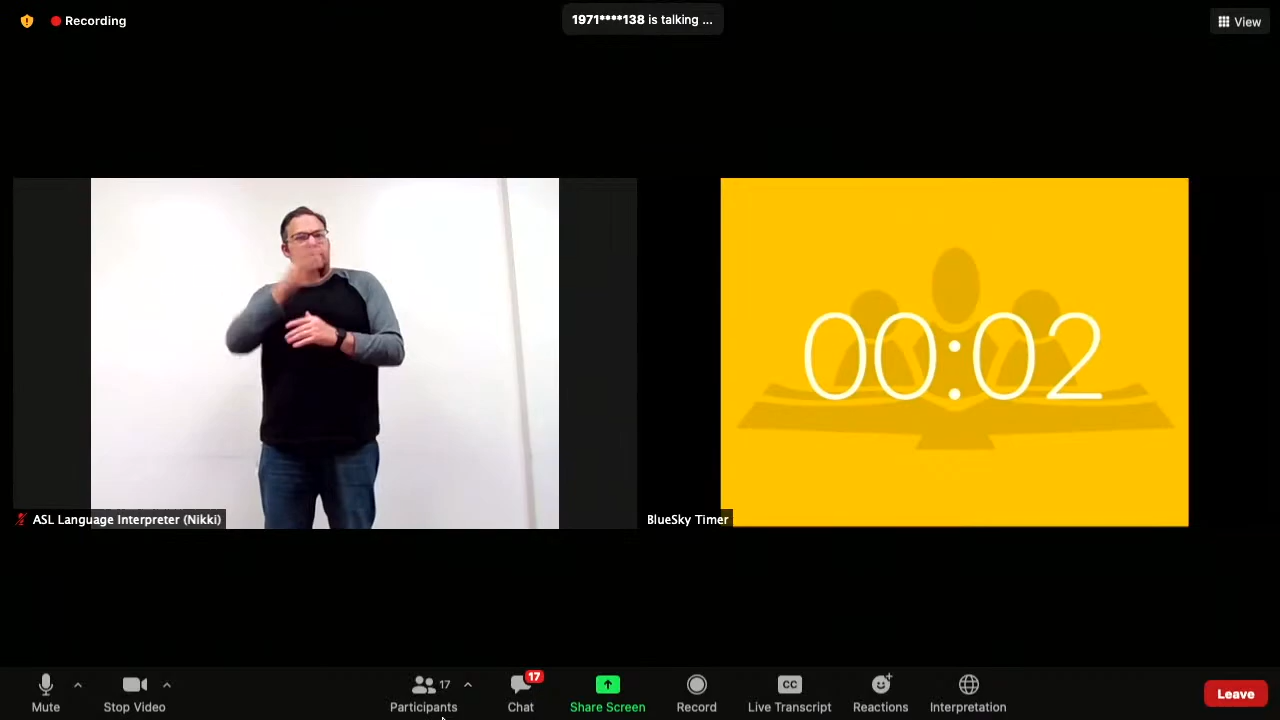 Recording
1971****138 is talking ...
View
00:02
ASL Language Interpreter (Nikki)
BlueSky Timer
Mute
Stop Video
17
Participants
17
Chat
Share Screen
Record
CC
Live Transcript
Reactions
Interpretation
Leave